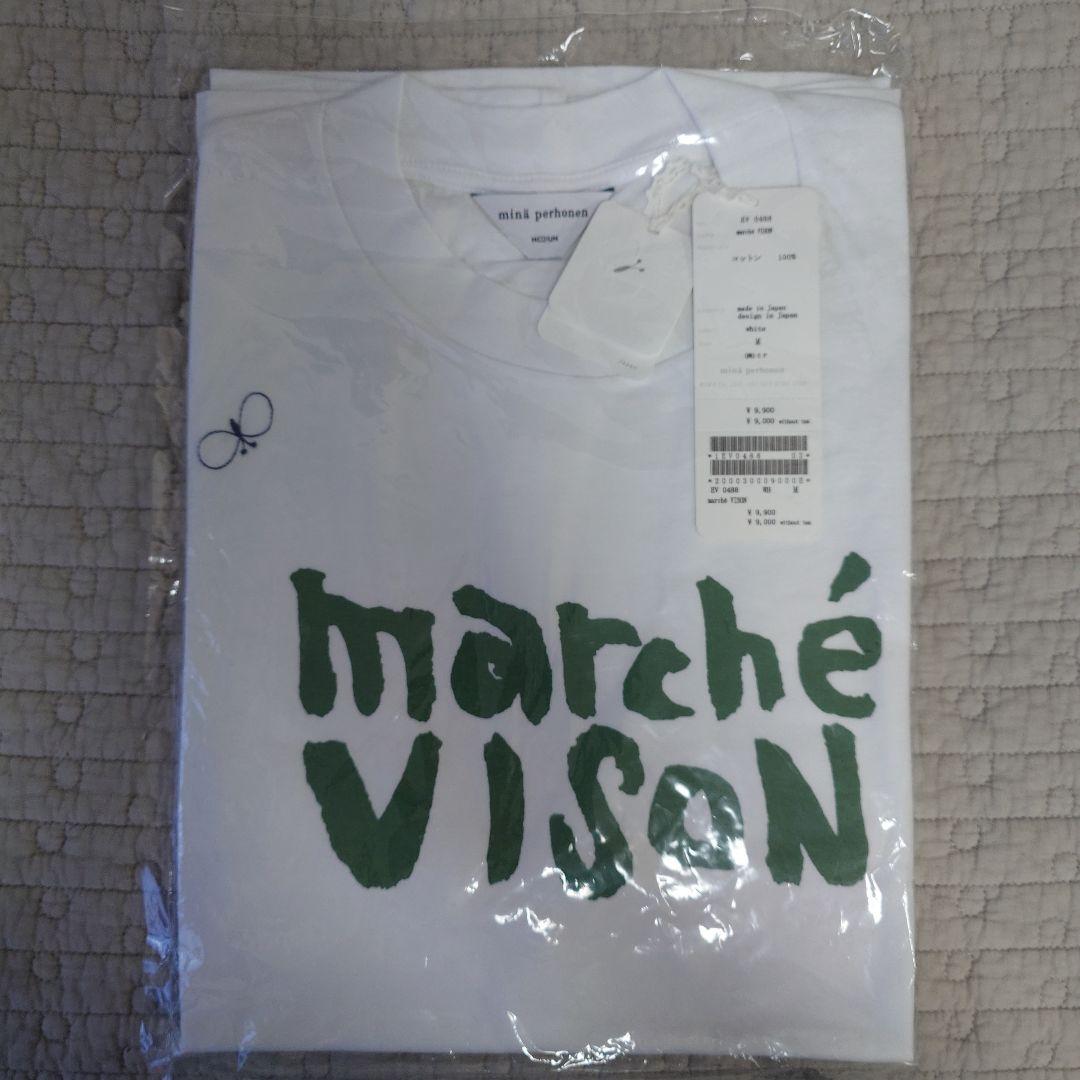 minä perhonen
MEDIUM
EV 0488
marché VISON
コットン 100%
made in Japan
design in Japan
white
M
minä perhonen
¥ 9,900
¥ 9,000 without tax
*1EV0488
EV 0488 WH M
marché VISON
¥ 9,900
¥ 9,000 without tax
marché
VISON